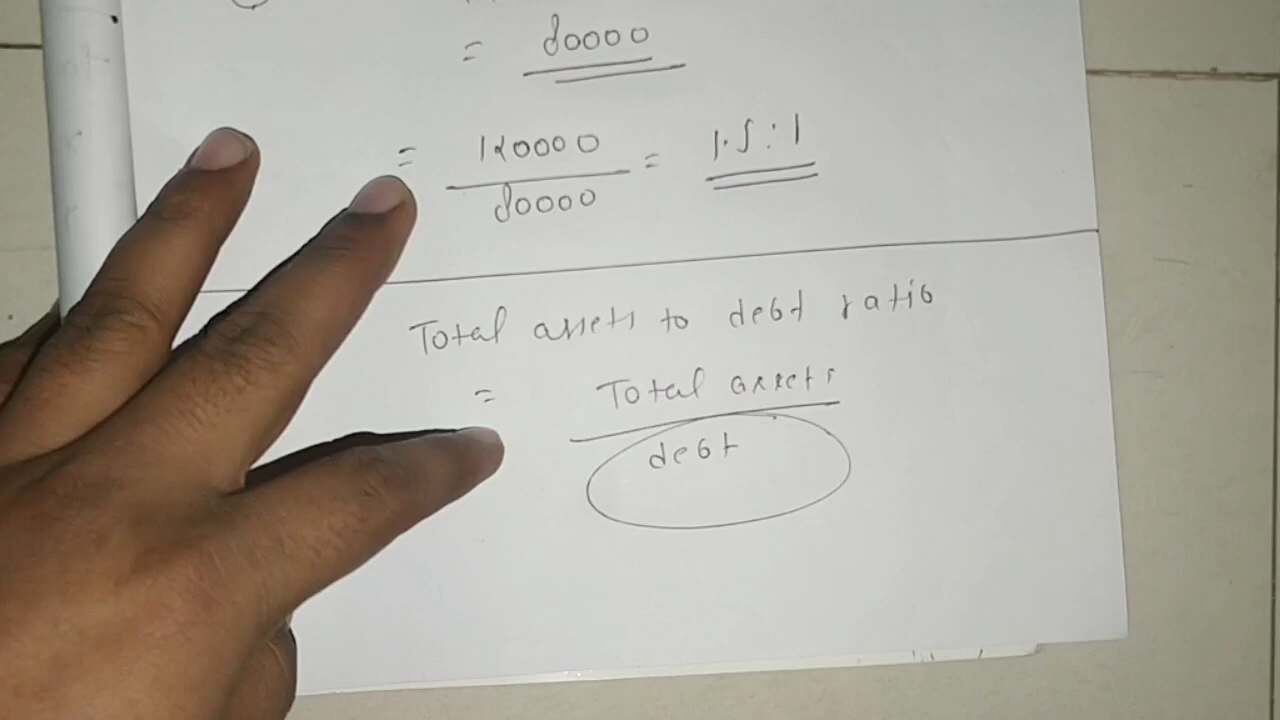 = 80000
= 120000 / 80000 = 1.5 : 1
Total assets to debt ratio
= Total assets / debt